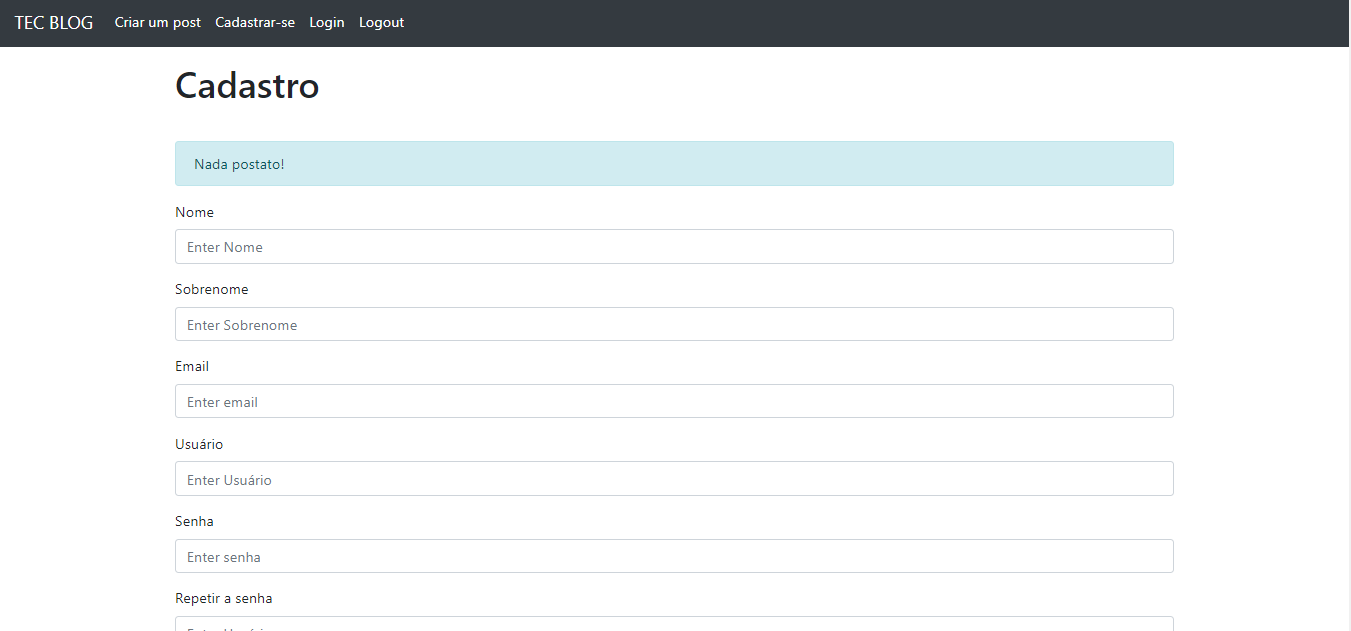 TEC BLOG Criar um post Cadastrar-se Login Logout
Cadastro
Nada postato!
Nome
Enter Nome
Sobrenome
Enter Sobrenome
Email
Enter email
Usuário
Enter Usuário
Senha
Enter senha
Repetir a senha